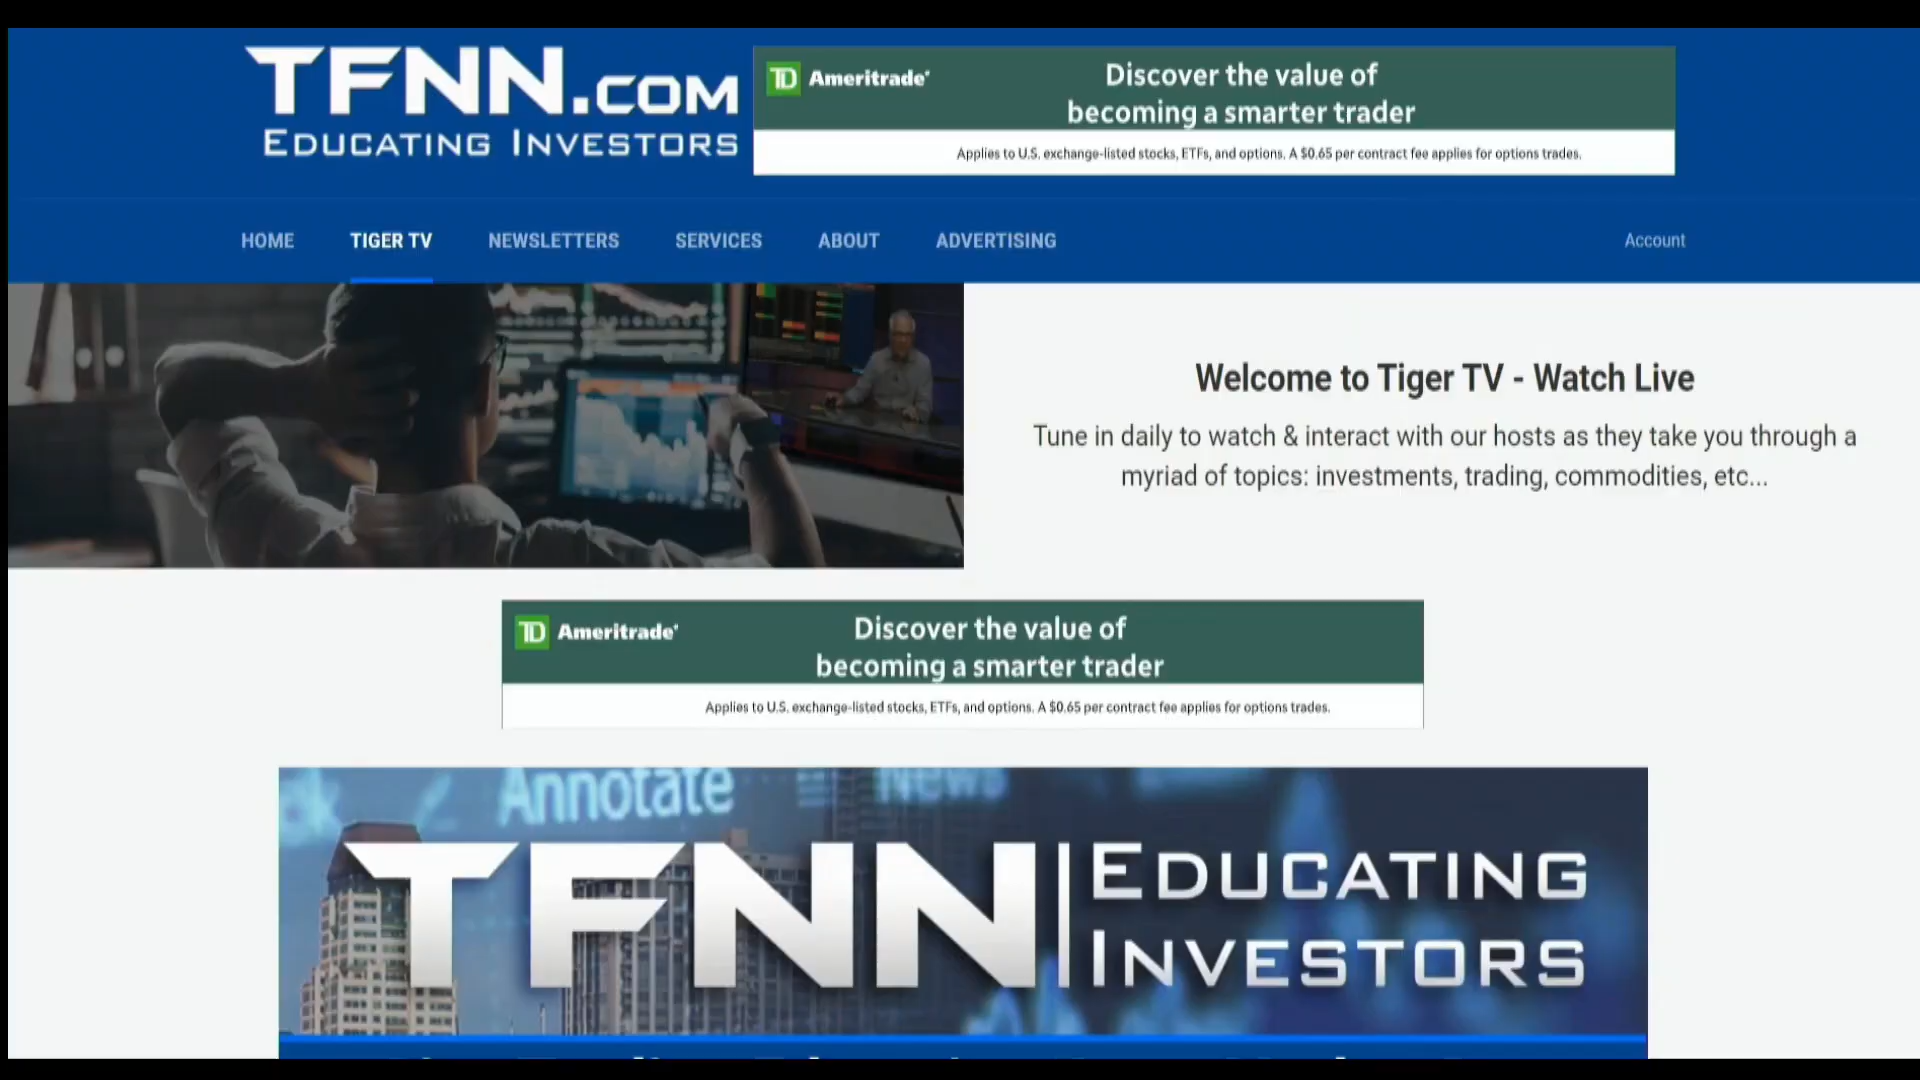 TFNN.COM
EDUCATING INVESTORS
TD Ameritrade
Discover the value of
becoming a smarter trader
Applies to U.S. exchange-listed stocks, ETFs, and options. A $0.65 per contract fee applies for options trades.
HOME TIGER TV NEWSLETTERS SERVICES ABOUT ADVERTISING Account
Welcome to Tiger TV - Watch Live
Tune in daily to watch & interact with our hosts as they take you through a
myriad of topics: investments, trading, commodities, etc...
TD Ameritrade
Discover the value of
becoming a smarter trader
Applies to U.S. exchange-listed stocks, ETFs, and options. A $0.65 per contract fee applies for options trades.
Annotate News
TFNN EDUCATING
INVESTORS